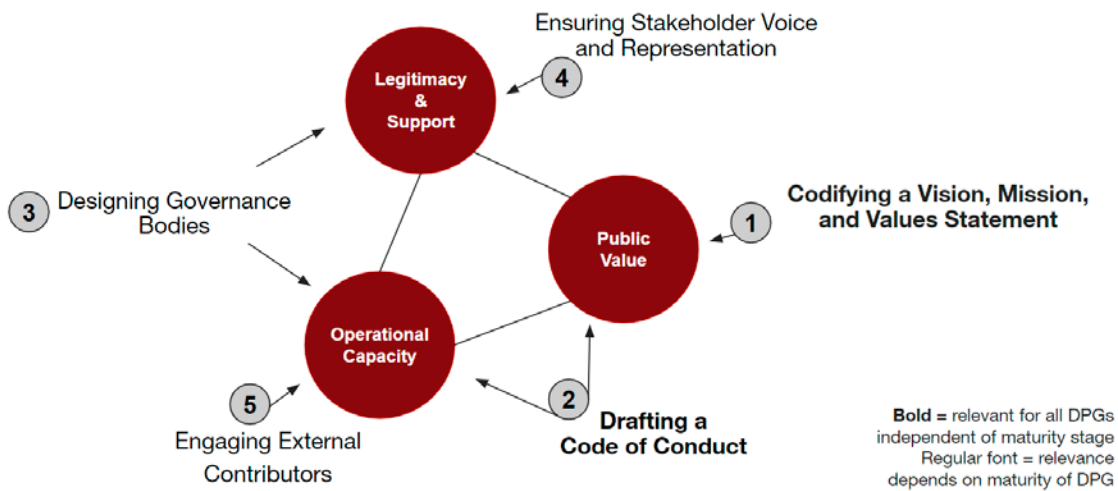 Ensuring Stakeholder Voice
and Representation
4
Legitimacy
&
Support
3
Designing Governance
Bodies
Codifying a Vision, Mission,
and Values Statement
1
Public
Value
Operational
Capacity
5
Engaging External
Contributors
2
Drafting a
Code of Conduct
Bold = relevant for all DPGs
independent of maturity stage
Regular font = relevance
depends on maturity of DPG